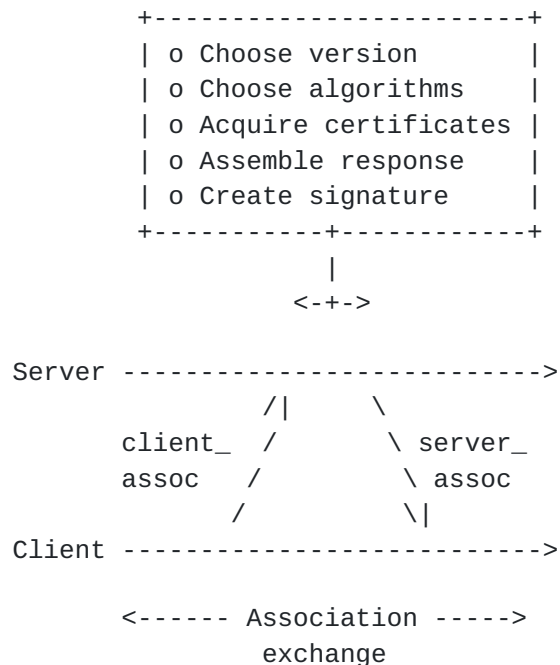 +------------------------+
| o Choose version       |
| o Choose algorithms    |
| o Acquire certificates |
| o Assemble response    |
| o Create signature     |
+-----------+------------+
|
<-+->
Server --------------------------->
/|     \
client_  /       \ server_
assoc   /         \ assoc
/           \|
Client --------------------------->
<------ Association ----->
exchange